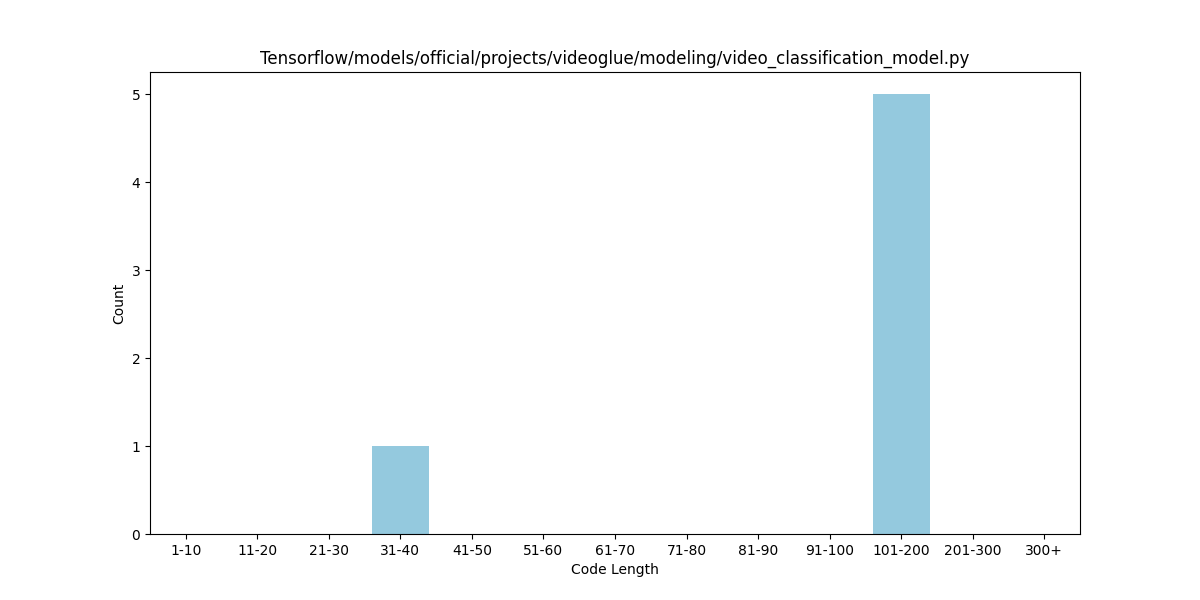 Tensorflow/models/official/projects/videoglue/modeling/video_classification_model.py
5
4
3
2
1
0
Count
1-10 11-20 21-30 31-40 41-50 51-60 61-70 71-80 81-90 91-100 101-200 201-300 300+
Code Length